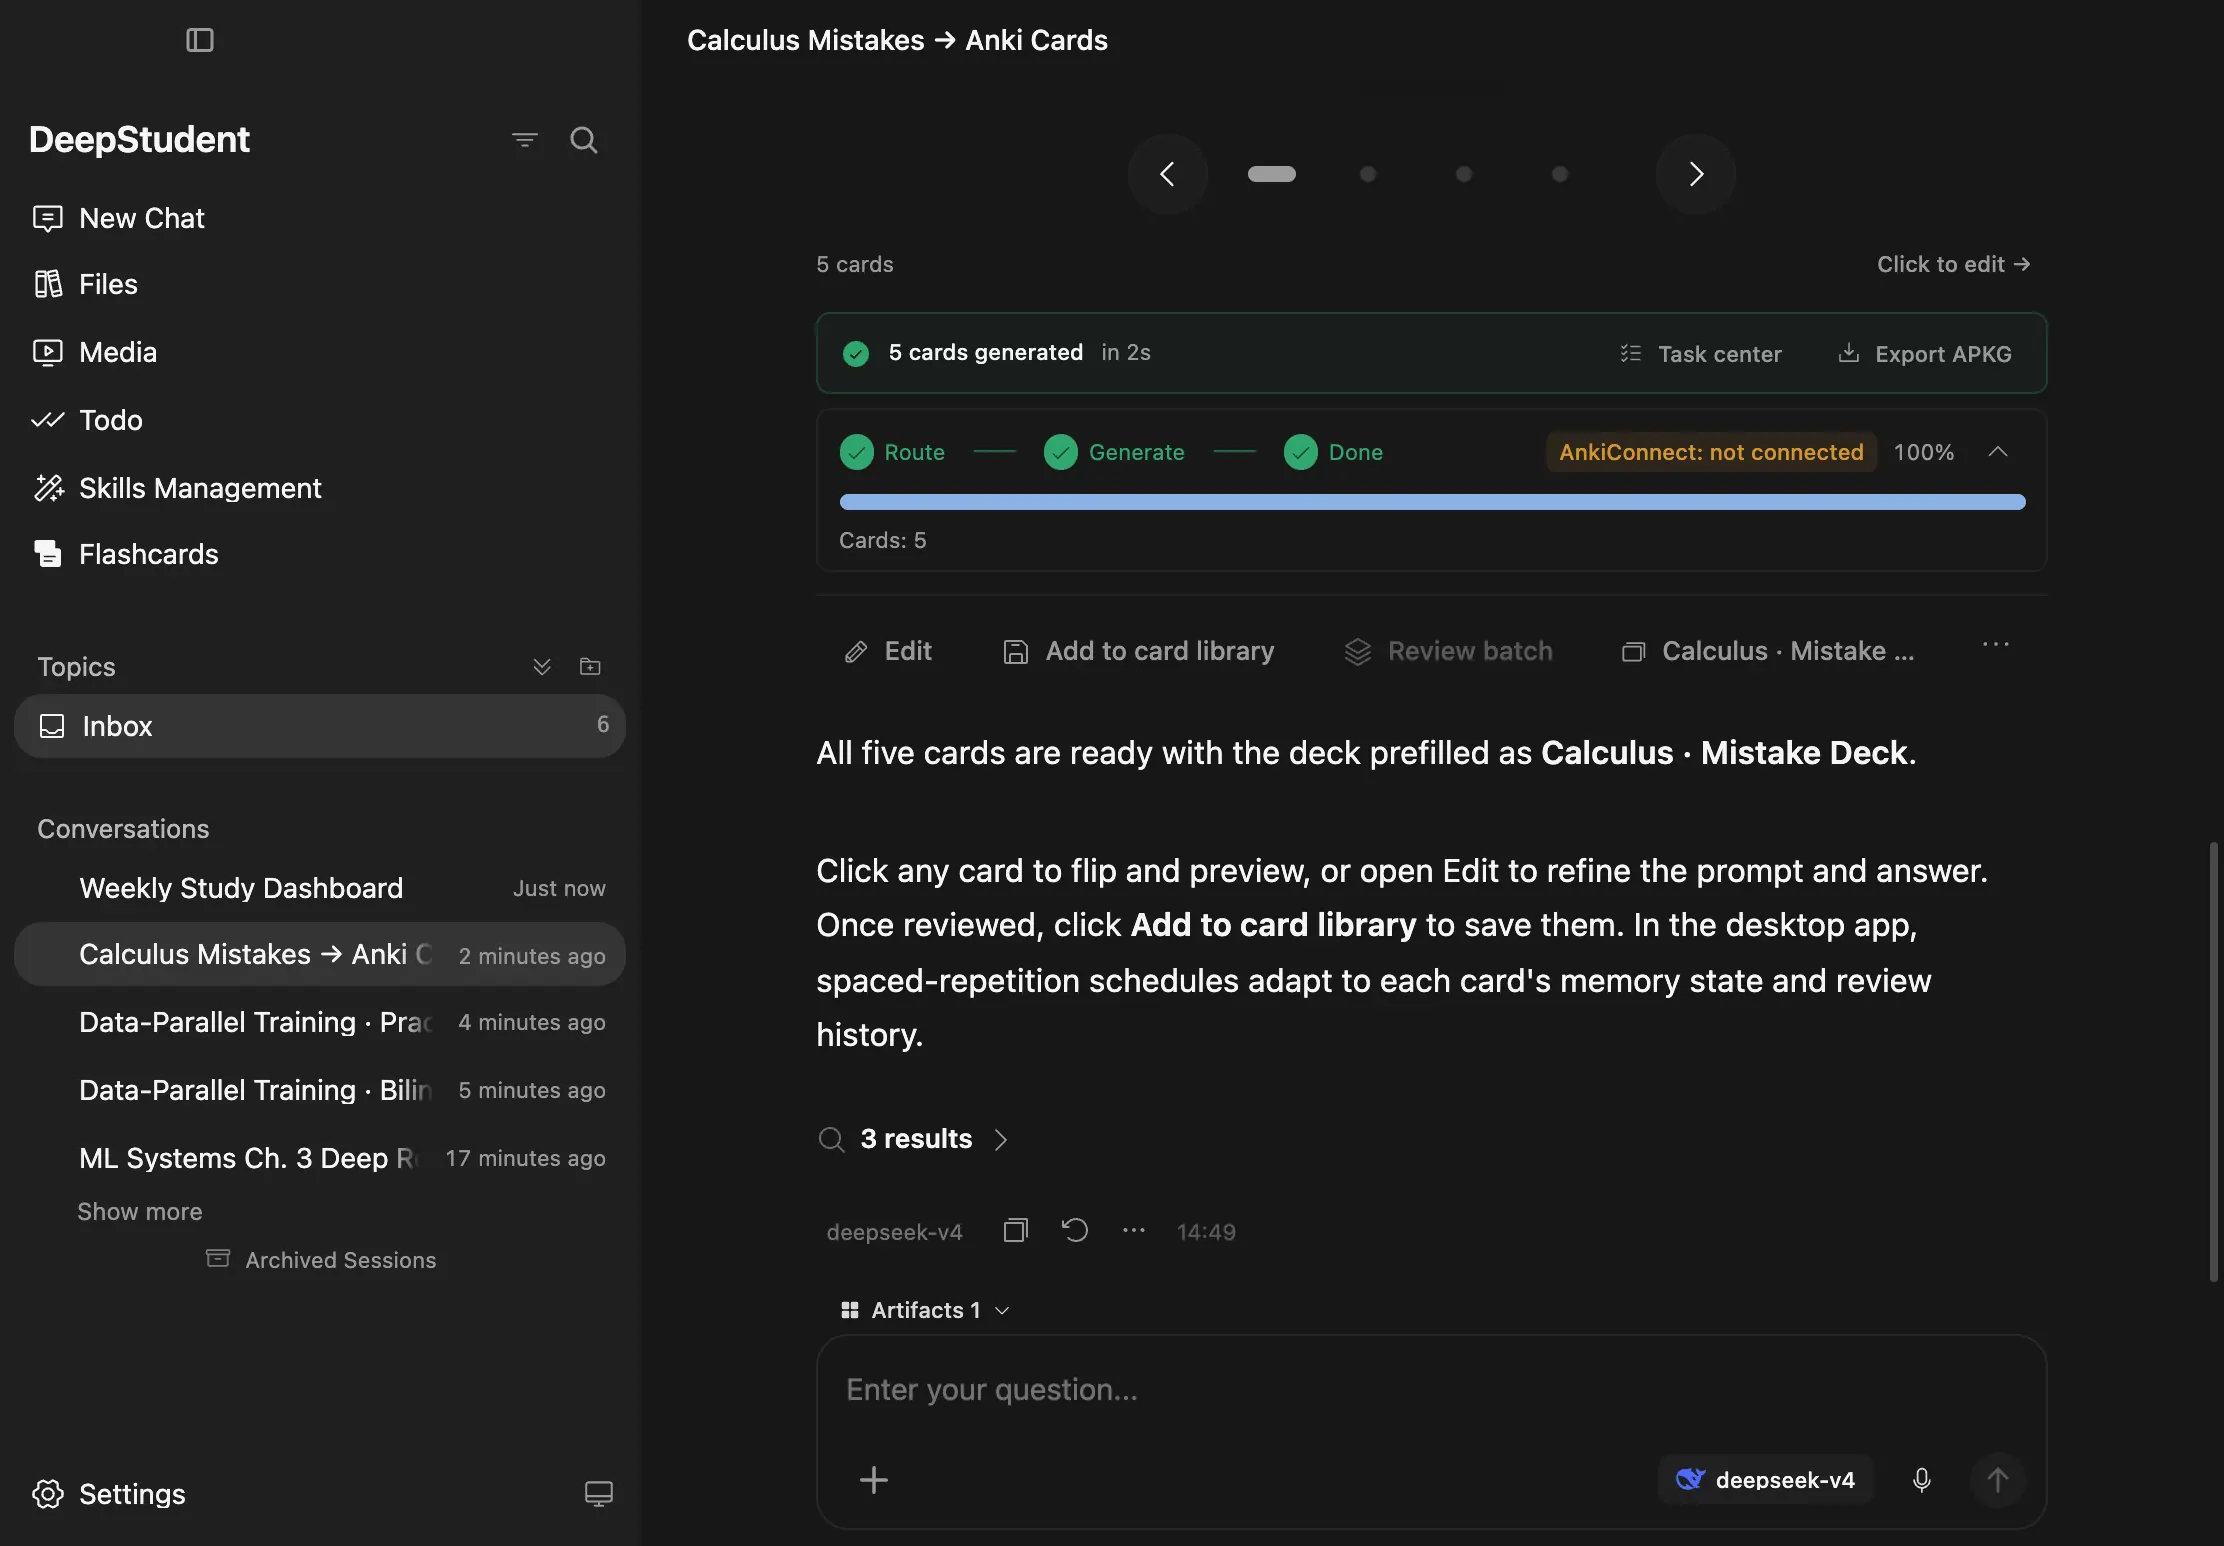 Calculus Mistakes → Anki Cards
DeepStudent
New Chat
Files
Media
Todo
Skills Management
Flashcards
Topics
Inbox 6
Conversations
Weekly Study Dashboard Just now
Calculus Mistakes → Anki C 2 minutes ago
Data-Parallel Training · Prac 4 minutes ago
Data-Parallel Training · Bilin 5 minutes ago
ML Systems Ch. 3 Deep R 17 minutes ago
Show more
Archived Sessions
Settings
5 cards Click to edit →
5 cards generated in 2s Task center Export APKG
Route Generate Done AnkiConnect: not connected 100%
Cards: 5
Edit Add to card library Review batch Calculus · Mistake ...
All five cards are ready with the deck prefilled as Calculus · Mistake Deck.
Click any card to flip and preview, or open Edit to refine the prompt and answer.
Once reviewed, click Add to card library to save them. In the desktop app,
spaced-repetition schedules adapt to each card's memory state and review
history.
3 results
deepseek-v4 14:49
Artifacts 1
Enter your question...
deepseek-v4